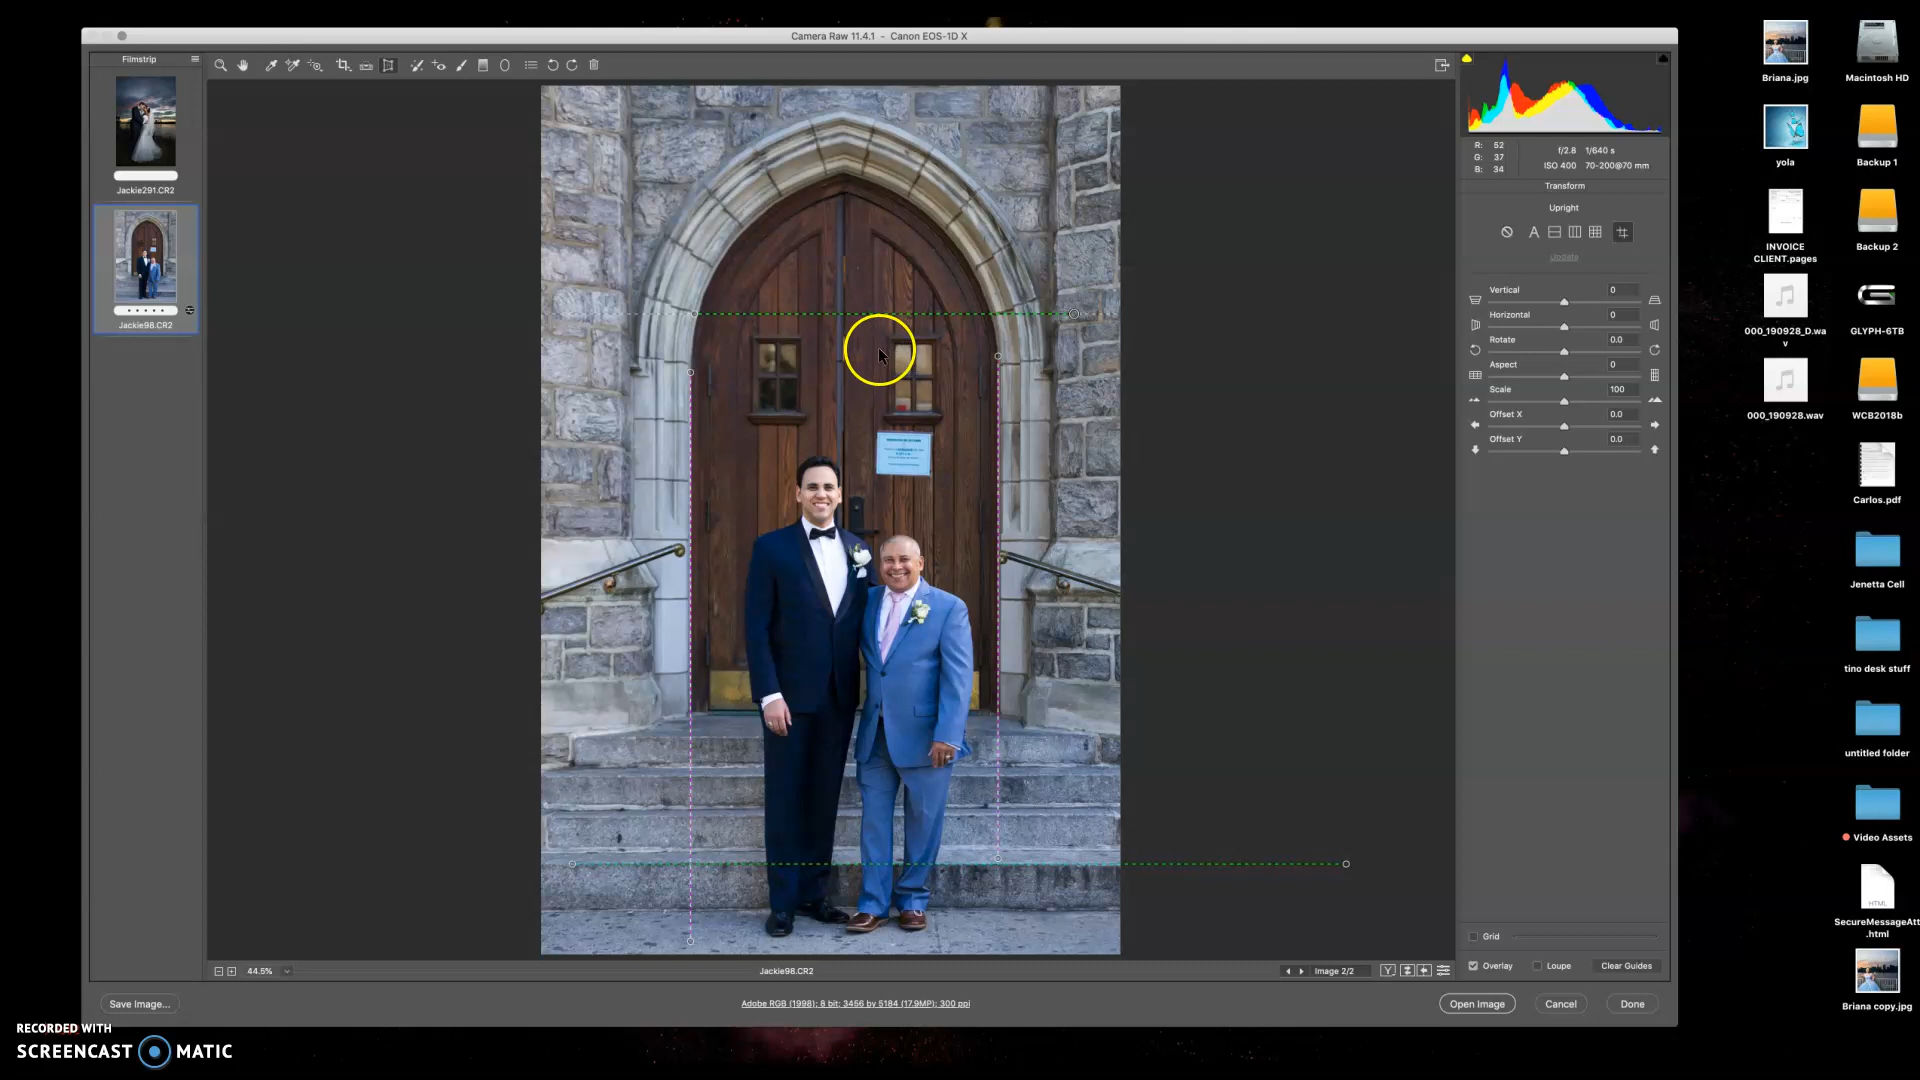 Camera Raw 11.4.1 - Canon EOS-1D X
Filmstrip
Jackie291.CR2
Jackie98.CR2
R: 52
G: 37
B: 34
f/2.8 1/640 s
ISO 400 70-200@70 mm
Transform
Upright
A
Update
Vertical 0
Horizontal 0
Rotate 0.0
Aspect 0
Scale 100
Offset X 0.0
Offset Y 0.0
Grid
Overlay Loupe Clear Guides
44.5%
Jackie98.CR2
Image 2/2
Y
Save Image...
Adobe RGB (1998); 8 bit; 3456 by 5184 (17.9MP); 300 ppi
Open Image Cancel Done
Briana.jpg
Macintosh HD
yola
Backup 1
INVOICE
CLIENT.pages
Backup 2
000_190928_D.wa
v
GLYPH-6TB
000_190928.wav
WCB2018b
Carlos.pdf
Jenetta Cell
tino desk stuff
untitled folder
Video Assets
HTML
SecureMessageAtt
.html
Briana copy.jpg
RECORDED WITH
SCREENCAST MATIC